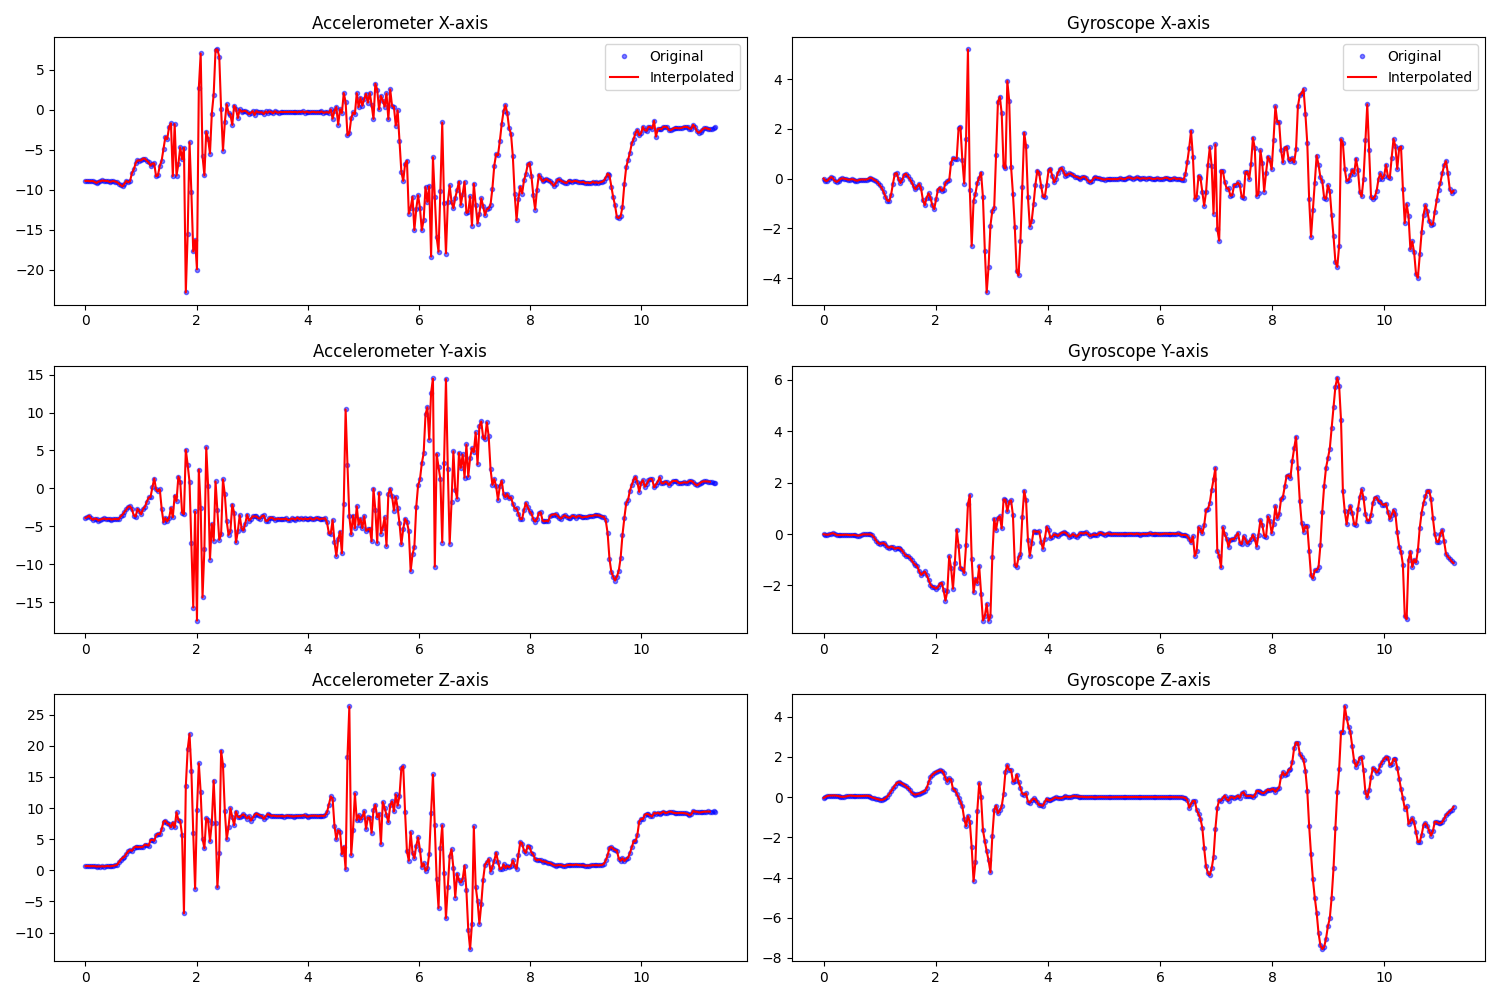 Accelerometer X-axis
Original
Interpolated
5
0
−5
−10
−15
−20
0 2 4 6 8 10
Gyroscope X-axis
Original
Interpolated
4
2
0
−2
−4
0 2 4 6 8 10
Accelerometer Y-axis
15
10
5
0
−5
−10
−15
0 2 4 6 8 10
Gyroscope Y-axis
6
4
2
0
−2
0 2 4 6 8 10
Accelerometer Z-axis
25
20
15
10
5
0
−5
−10
0 2 4 6 8 10
Gyroscope Z-axis
4
2
0
−2
−4
−6
−8
0 2 4 6 8 10